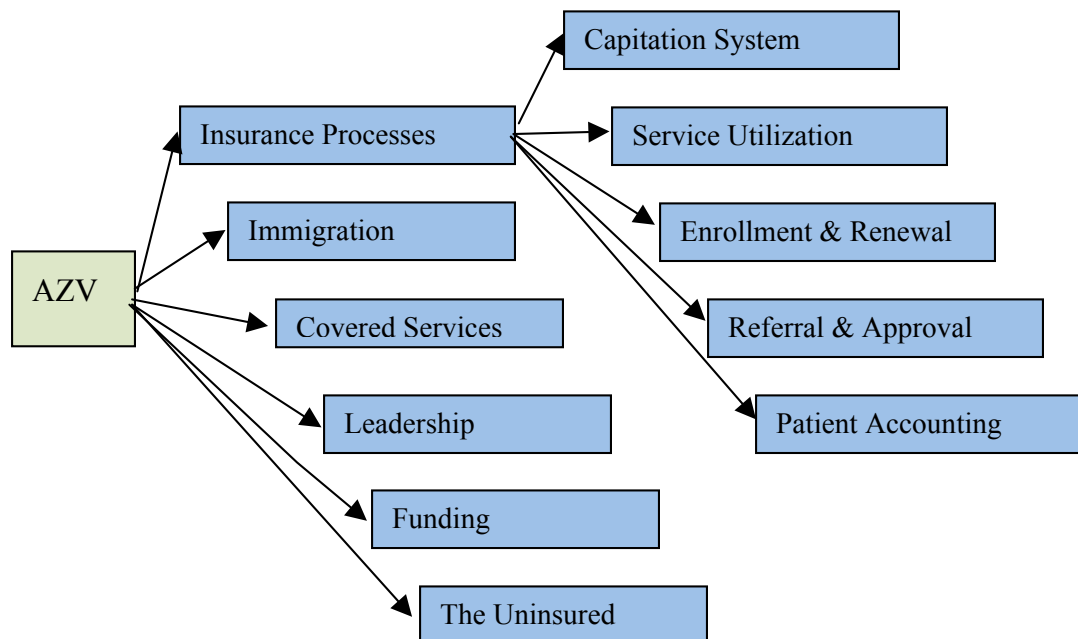 Capitation System
Insurance Processes
Service Utilization
Immigration
Enrollment & Renewal
AZV
Covered Services
Referral & Approval
Leadership
Patient Accounting
Funding
The Uninsured